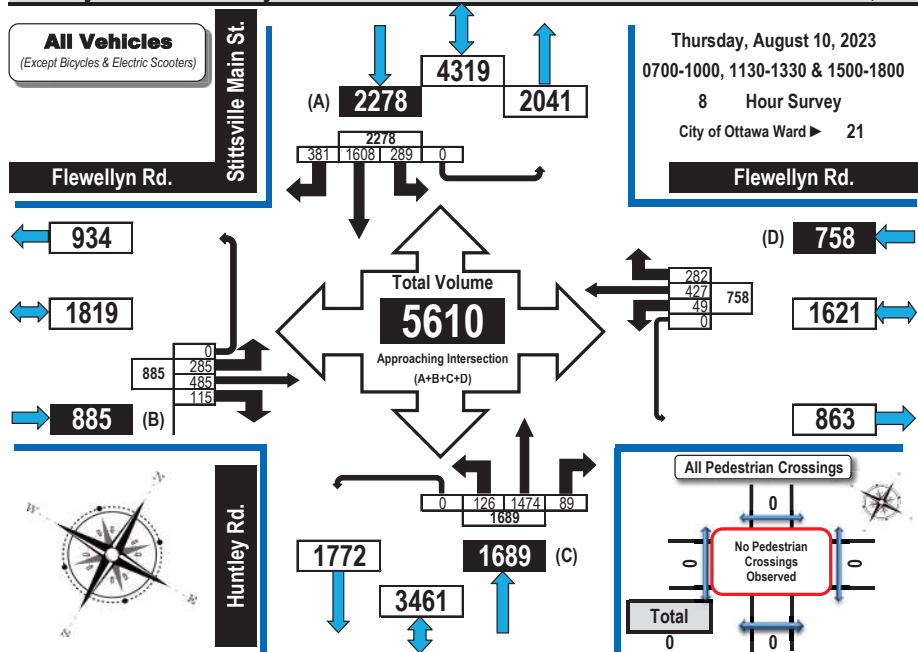 All Vehicles
(Except Bicycles & Electric Scooters)
Stittsville Main St.
Flewellyn Rd.
4319
(A) 2278
2041
2278
381 1608 289 0
Thursday, August 10, 2023
0700-1000, 1130-1330 & 1500-1800
8 Hour Survey
City of Ottawa Ward ► 21
Flewellyn Rd.
934
1819
885 (B)
0
285
485
115
885
Total Volume
5610
Approaching Intersection
(A+B+C+D)
(D) 758
282
427
49
0
758
1621
863
0 126 1474 89
1689
1772
1689 (C)
3461
Huntley Rd.
N
W
E
S
All Pedestrian Crossings
0
0
No Pedestrian
Crossings
Observed
0
Total
0
0